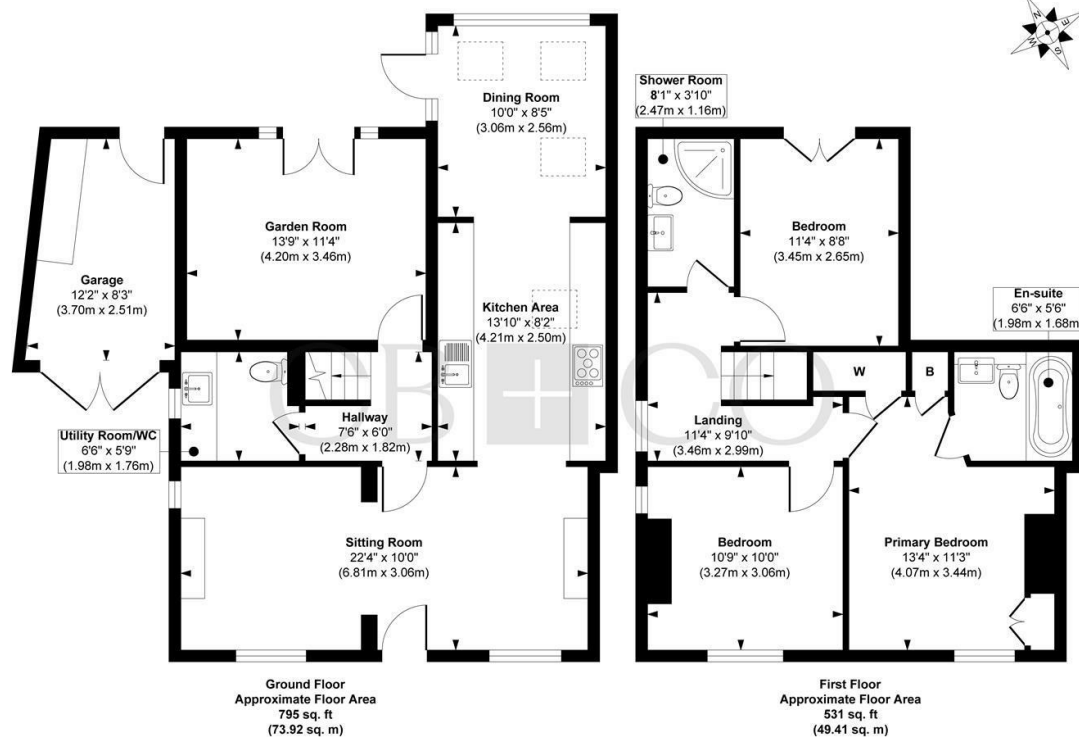 N
E
S
W
Shower Room
8'1" x 3'10"
(2.47m x 1.16m)
Dining Room
10'0" x 8'5"
(3.06m x 2.56m)
Garden Room
13'9" x 11'4"
(4.20m x 3.46m)
Bedroom
11'4" x 8'8"
(3.45m x 2.65m)
Garage
12'2" x 8'3"
(3.70m x 2.51m)
Kitchen Area
13'10" x 8'2"
(4.21m x 2.50m)
En-suite
6'6" x 5'6"
(1.98m x 1.68m)
W
B
OB+CO
Hallway
7'6" x 6'0"
(2.28m x 1.82m)
Landing
11'4" x 9'10"
(3.46m x 2.99m)
Utility Room/WC
6'6" x 5'9"
(1.98m x 1.76m)
Sitting Room
22'4" x 10'0"
(6.81m x 3.06m)
Bedroom
10'9" x 10'0"
(3.27m x 3.06m)
Primary Bedroom
13'4" x 11'3"
(4.07m x 3.44m)
Ground Floor
Approximate Floor Area
795 sq. ft
(73.92 sq. m)
First Floor
Approximate Floor Area
531 sq. ft
(49.41 sq. m)